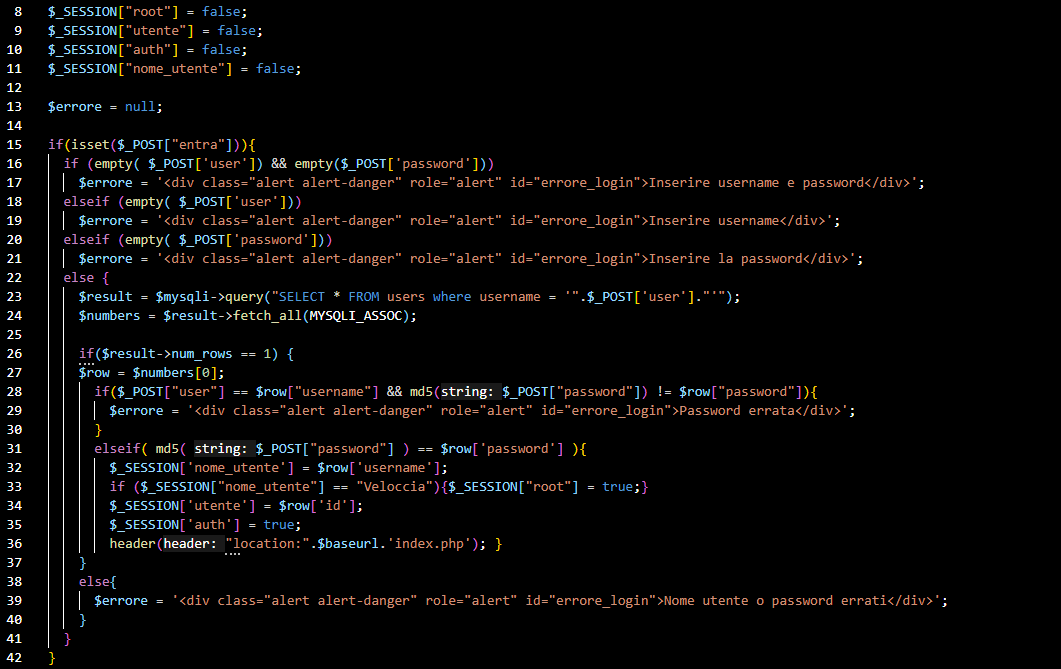 8 $_SESSION["root"] = false;
9 $_SESSION["utente"] = false;
10 $_SESSION["auth"] = false;
11 $_SESSION["nome_utente"] = false;
12
13 $errore = null;
14
15 if(isset($_POST["entra"])){
16 if (empty( $_POST['user']) && empty($_POST['password']))
17 $errore = '<div class="alert alert-danger" role="alert" id="errore_login">Inserire username e password</div>';
18 elseif (empty( $_POST['user']))
19 $errore = '<div class="alert alert-danger" role="alert" id="errore_login">Inserire username</div>';
20 elseif (empty( $_POST['password']))
21 $errore = '<div class="alert alert-danger" role="alert" id="errore_login">Inserire la password</div>';
22 else {
23 $result = $mysqli->query("SELECT * FROM users where username = '".$_POST['user']."'");
24 $numbers = $result->fetch_all(MYSQLI_ASSOC);
25
26 if($result->num_rows == 1) {
27 $row = $numbers[0];
28 if($_POST["user"] == $row["username"] && md5(string: $_POST["password"]) != $row["password"]){
29 $errore = '<div class="alert alert-danger" role="alert" id="errore_login">Password errata</div>';
30 }
31 elseif( md5( string: $_POST["password"] ) == $row['password'] ){
32 $_SESSION['nome_utente'] = $row['username'];
33 if ($_SESSION["nome_utente"] == "Veloccia"){$_SESSION["root"] = true;}
34 $_SESSION['utente'] = $row['id'];
35 $_SESSION['auth'] = true;
36 header(header: "location:".$baseurl.'index.php'); }
37 }
38 else{
39 $errore = '<div class="alert alert-danger" role="alert" id="errore_login">Nome utente o password errati</div>';
40 }
41 }
42 }